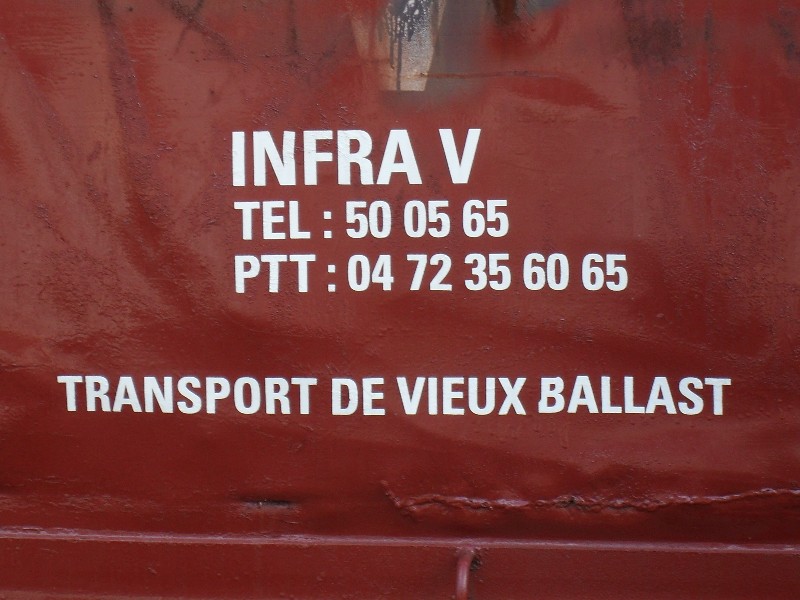 INFRA V
TEL : 50 05 65
PTT : 04 72 35 60 65
TRANSPORT DE VIEUX BALLAST